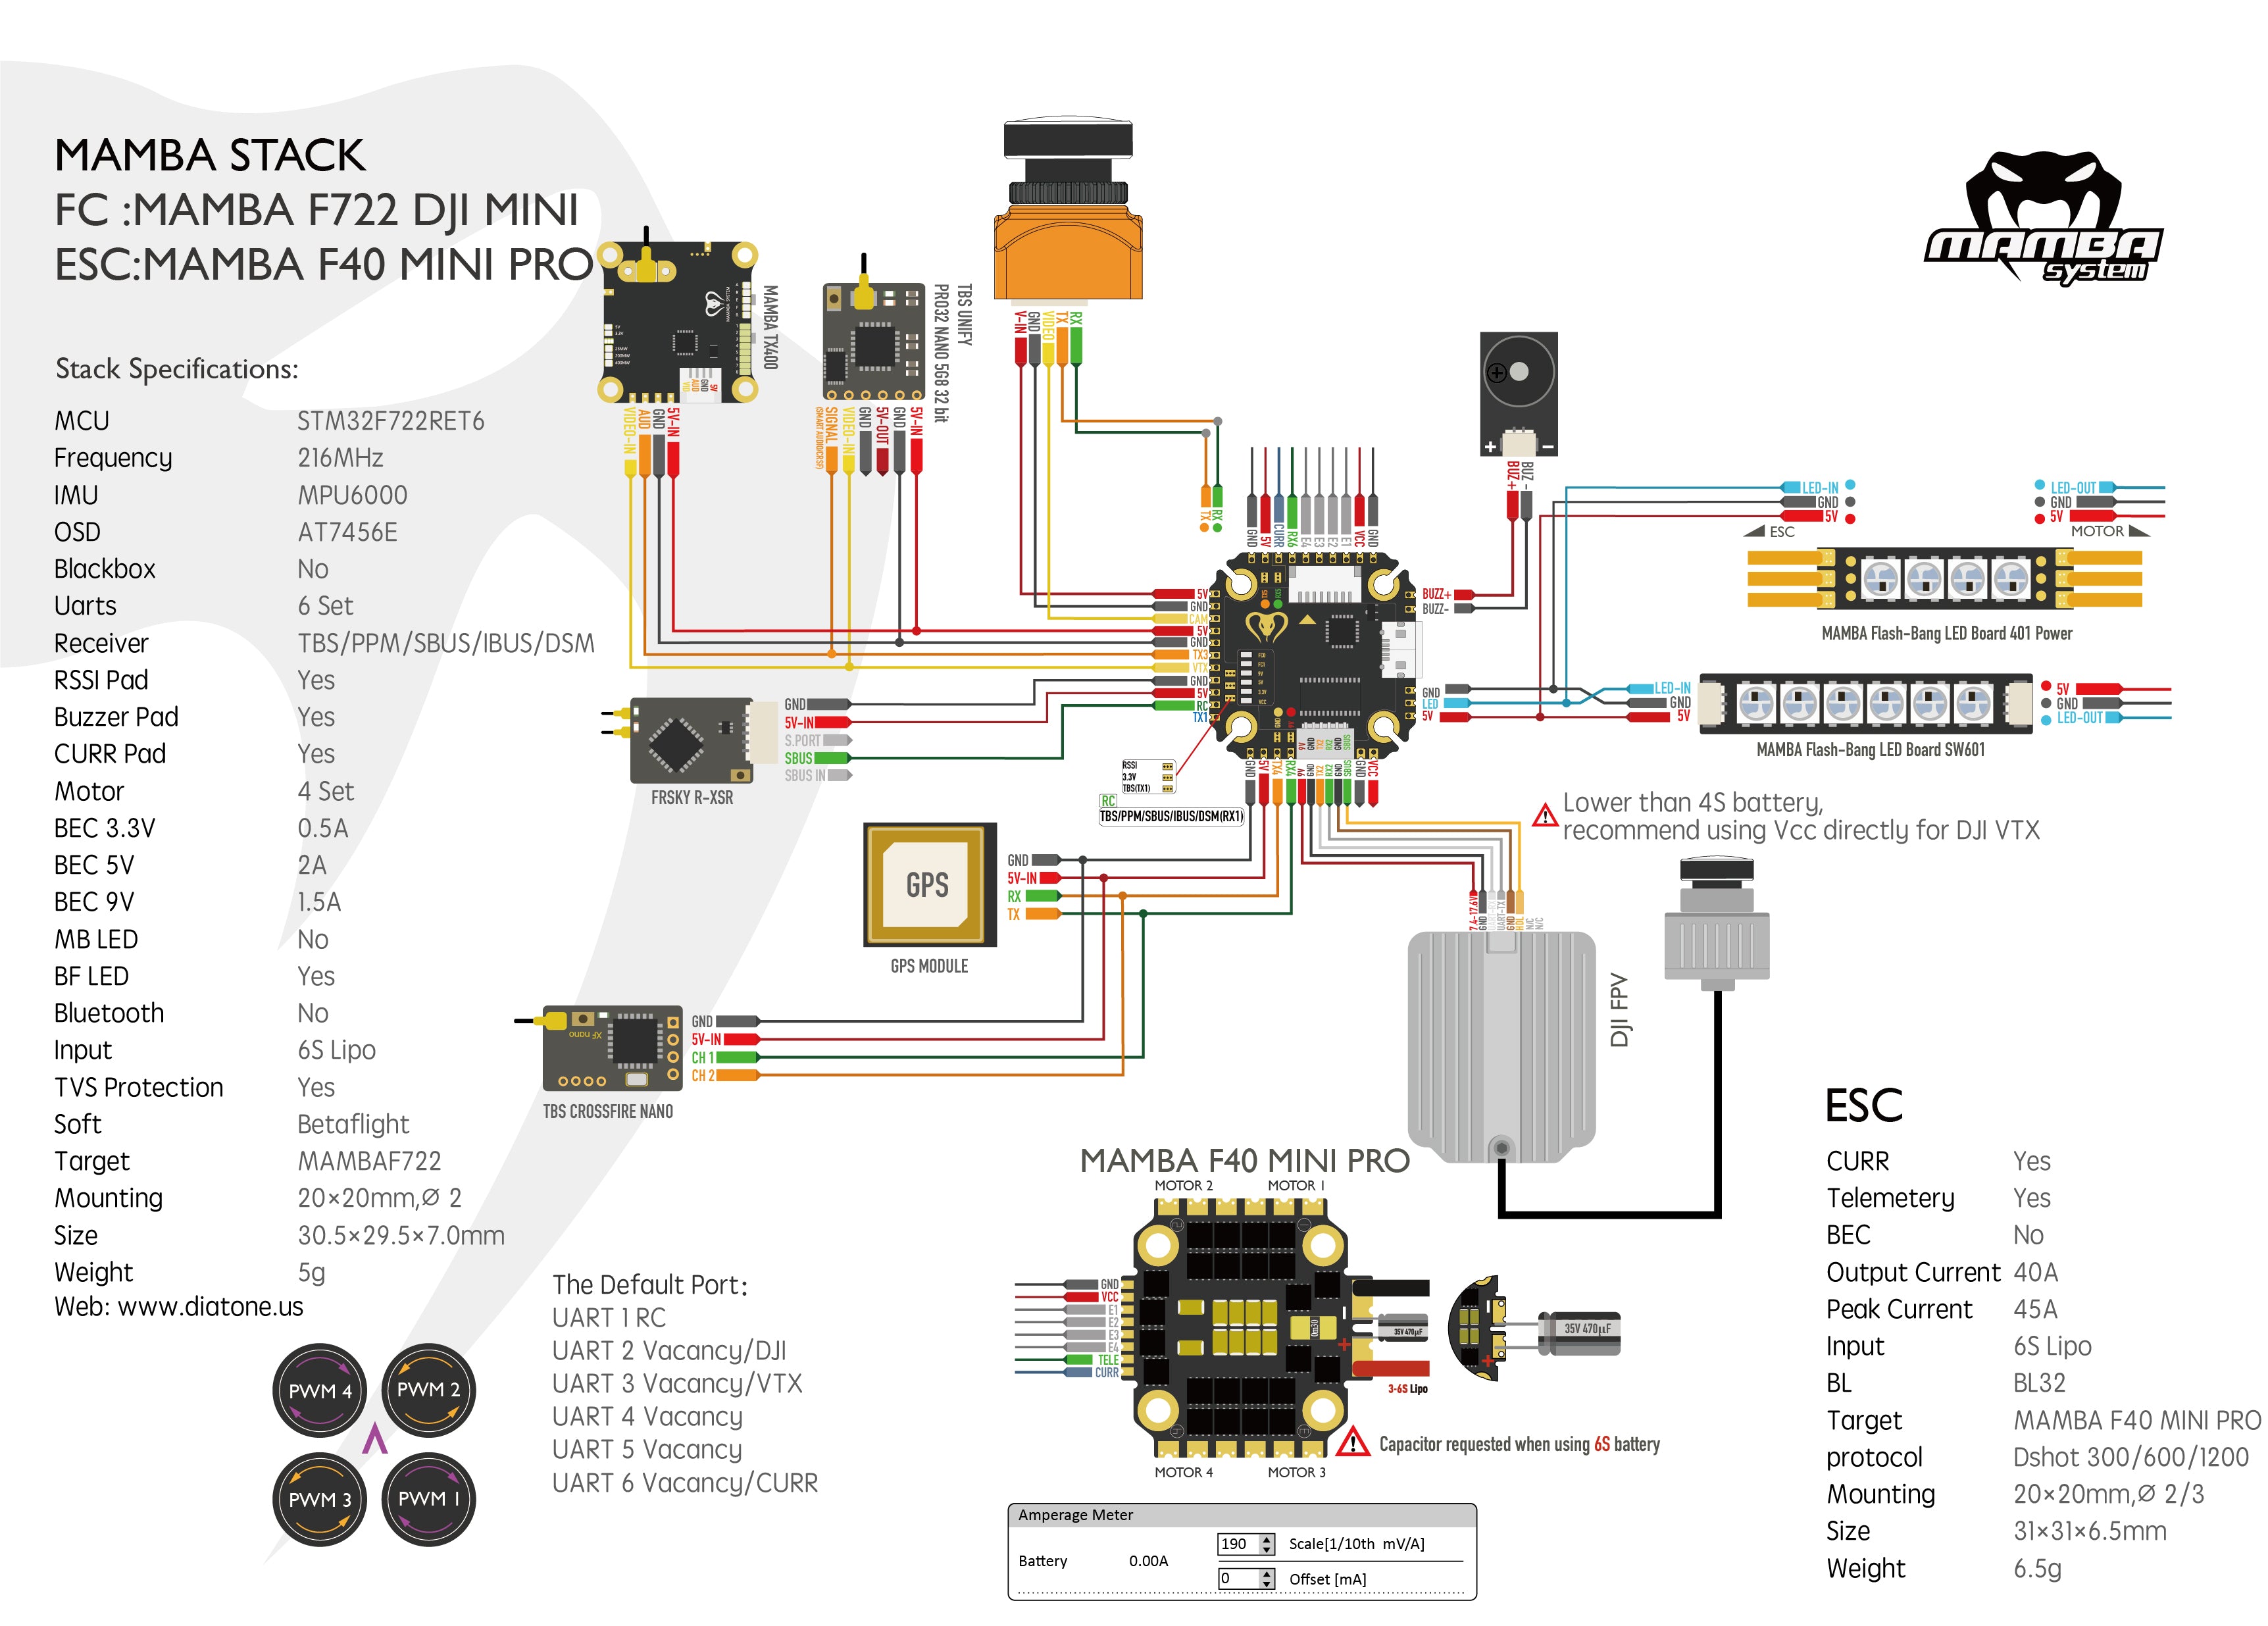 MAMBA STACK
FC :MAMBA F722 DJI MINI
ESC:MAMBA F40 MINI PRO
Stack Specifications:
MCU STM32F722RET6
Frequency 216MHz
IMU MPU6000
OSD AT7456E
Blackbox No
Uarts 6 Set
Receiver TBS/PPM/SBUS/IBUS/DSM
RSSI Pad Yes
Buzzer Pad Yes
CURR Pad Yes
Motor 4 Set
BEC 3.3V 0.5A
BEC 5V 2A
BEC 9V 1.5A
MB LED No
BF LED Yes
Bluetooth No
Input 6S Lipo
TVS Protection Yes
Soft Betaflight
Target MAMBAF722
Mounting 20×20mm,Ø 2
Size 30.5×29.5×7.0mm
Weight 5g
Web: www.diatone.us
PWM 4
PWM 2
PWM 3
PWM 1
The Default Port:
UART 1 RC
UART 2 Vacancy/DJI
UART 3 Vacancy/VTX
UART 4 Vacancy
UART 5 Vacancy
UART 6 Vacancy/CURR
MAMBA TX400
VIDEO-IN
AUD
GND
5V-IN
TBS UNIFY
PRO32 NANO 5G8 32 bit
SIGNAL
(SMART AUDIO/CRSF)
VIDEO-IN
GND
5V-OUT
GND
5V-IN
V-IN
GND
VIDEO
TX
RX
TX
RX
GND
5V
CURR
RX6
E4
E3
E2
E1
VCC
GND
5V
GND
CAM
5V
GND
TX3
VTX
GND
5V
RC
TX1
BUZZ+
BUZZ-
GND
LED
5V
GND
5V
TX4
RX4
9V
GND
TX2
RX2
GND
SBUS
GND
VCC
RSSI
3.3V
TBS(TX1)
RC
TBS/PPM/SBUS/IBUS/DSM(RX1)
+ −
BUZ+
BUZ -
MAMBA
system
LED-IN
GND
5V
ESC
LED-OUT
GND
5V
MOTOR
MAMBA Flash-Bang LED Board 401 Power
LED-IN
GND
5V
5V
GND
LED-OUT
MAMBA Flash-Bang LED Board SW601
GND
5V-IN
S.PORT
SBUS
SBUS IN
FRSKY R-XSR
GPS
GPS MODULE
GND
5V-IN
RX
TX
XF nano
GND
5V-IN
CH 1
CH 2
TBS CROSSFIRE NANO
Lower than 4S battery,
recommend using Vcc directly for DJI VTX
7.4-17.6V
GND
UART-RX
UART-TX
GND
HDL
N/C
N/C
DJI FPV
MAMBA F40 MINI PRO
MOTOR 2
MOTOR 1
GND
VCC
E1
E2
E3
E4
TELE
CURR
35V 470μF
3-6S Lipo
35V 470μF
MOTOR 4
MOTOR 3
Capacitor requested when using 6S battery
Amperage Meter
Battery 0.00A
190 Scale[1/10th mV/A]
0 Offset [mA]
ESC
CURR Yes
Telemetery Yes
BEC No
Output Current 40A
Peak Current 45A
Input 6S Lipo
BL BL32
Target MAMBA F40 MINI PRO
protocol Dshot 300/600/1200
Mounting 20×20mm,Ø 2/3
Size 31×31×6.5mm
Weight 6.5g